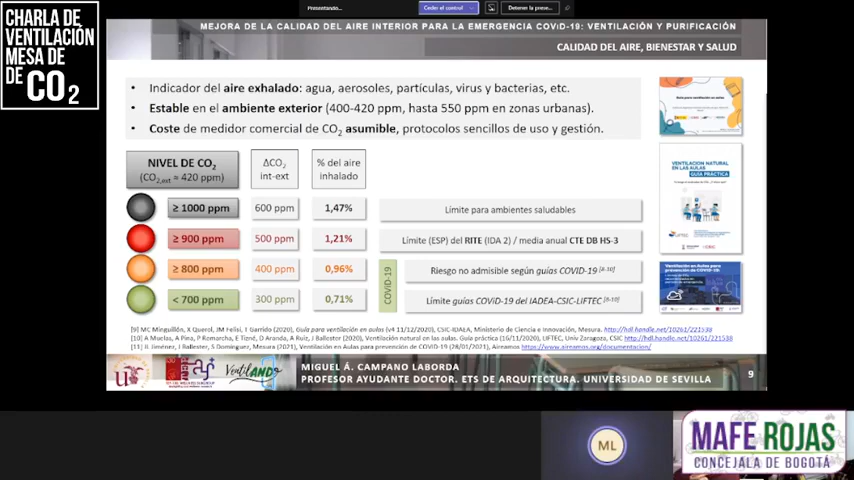 CHARLA DE
VENTILACIÓN
MESA DE
DE CO2
Presentando...
Ceder el control
Detener la prese...
MEJORA DE LA CALIDAD DEL AIRE INTERIOR PARA LA EMERGENCIA COVID-19: VENTILACIÓN Y PURIFICACIÓN
CALIDAD DEL AIRE, BIENESTAR Y SALUD
• Indicador del aire exhalado: agua, aerosoles, partículas, virus y bacterias, etc.
• Estable en el ambiente exterior (400-420 ppm, hasta 550 ppm en zonas urbanas).
• Coste de medidor comercial de CO2 asumible, protocolos sencillos de uso y gestión.
NIVEL DE CO2
(CO2,ext ≈ 420 ppm)
ΔCO2
int-ext
% del aire
inhalado
≥ 1000 ppm 600 ppm 1,47% Límite para ambientes saludables
≥ 900 ppm 500 ppm 1,21% Límite (ESP) del RITE (IDA 2) / media anual CTE DB HS-3
≥ 800 ppm 400 ppm 0,96% Riesgo no admisible según guías COVID-19 [8-10]
< 700 ppm 300 ppm 0,71% Límite guías COVID-19 del IADEA-CSIC-LIFTEC [8-10]
COVID-19
VENTILACIÓN NATURAL
EN LAS AULAS
GUÍA PRÁCTICA
Ventilación en Aulas para
prevención de COVID-19:
[9] MC Minguillón, X Querol, JM Felisi, T Garrido (2020), Guía para ventilación en aulas (v4 11/12/2020), CSIC-IDAEA, Ministerio de Ciencia e Innovación, Mesura. http://hdl.handle.net/10261/221538
[10] A Muclas, A Pina, P Remarcha, E Tizné, D Aranda, A Ruiz, J Ballester (2020), Ventilación natural en las aulas. Guía práctica (16/11/2020), LIFTEC, Univ Zaragoza, CSIC http://hdl.handle.net/10261/221538
[11] JL Jiménez, J Ballester, S Domínguez, Mesura (2021), Ventilación en Aulas para prevención de COVID-19 (28/01/2021), Aireamos https://www.aireamos.org/documentacion/
VentilANDO
MIGUEL Á. CAMPANO LABORDA
PROFESOR AYUDANTE DOCTOR. ETS DE ARQUITECTURA. UNIVERSIDAD DE SEVILLA
9
ML
MAFE ROJAS
CONCEJALA DE BOGOTÁ